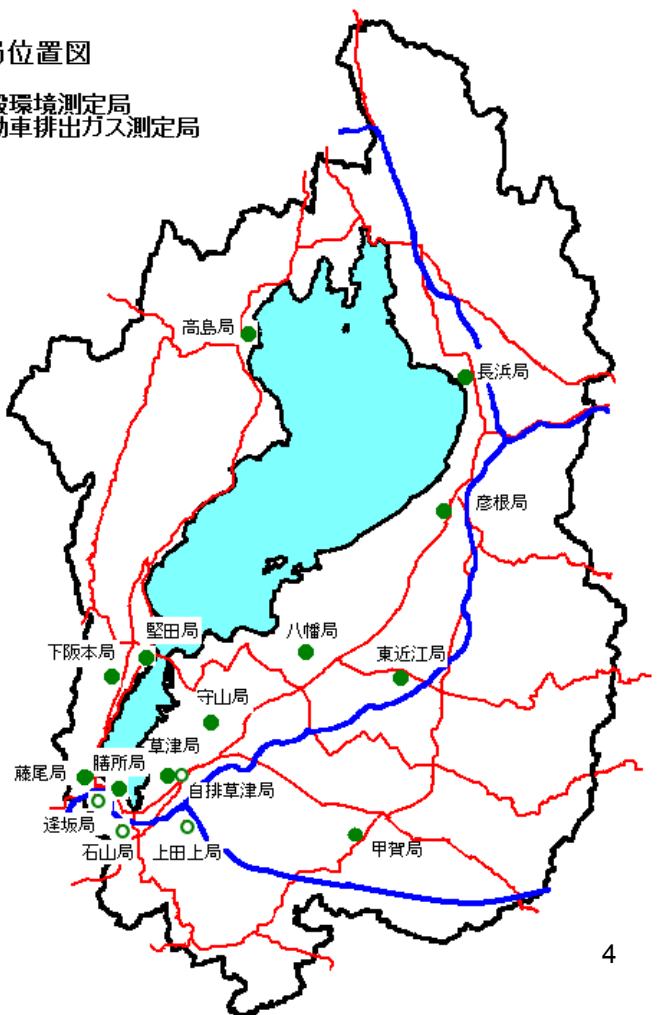 位置図
環境測定局
車排出ガス測定局
高島局
長浜局
彦根局
堅田局
八幡局
下阪本局
東近江局
守山局
草津局
藤尾局
膳所局
自排草津局
逢坂局
石山局
上田上局
甲賀局
4